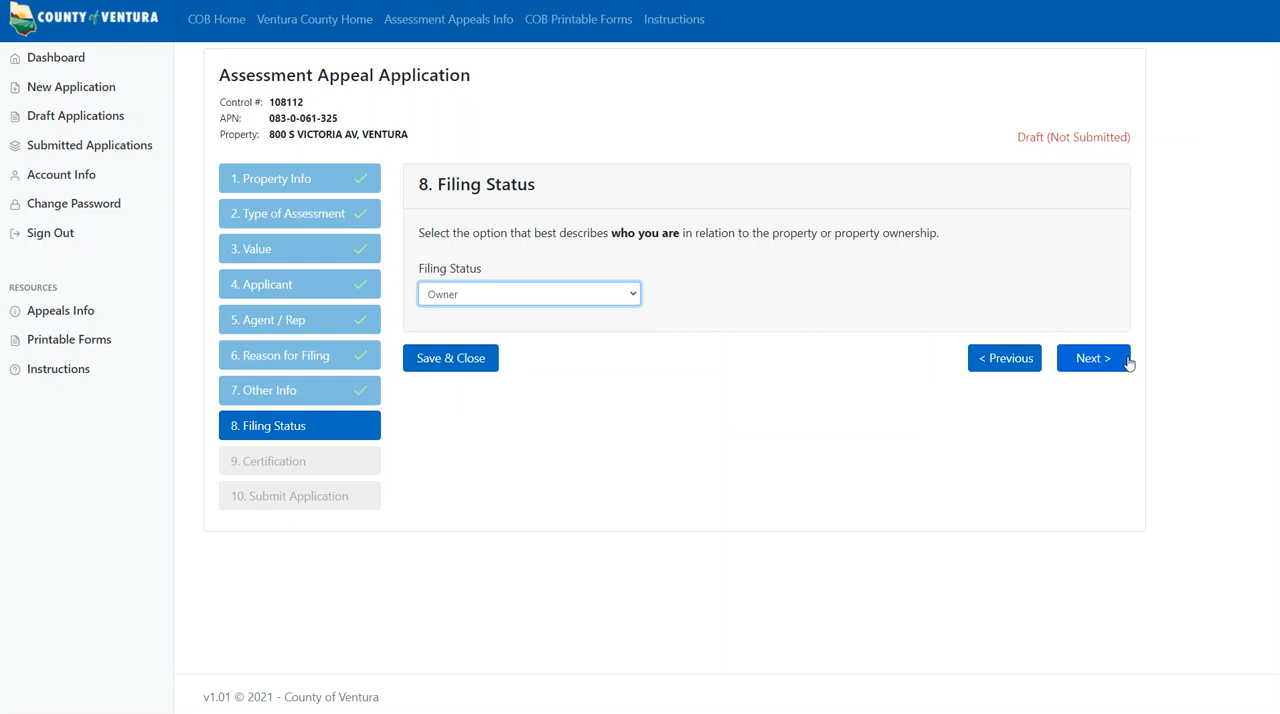 COUNTY of VENTURA
COB Home Ventura County Home Assessment Appeals Info COB Printable Forms Instructions
Dashboard
New Application
Draft Applications
Submitted Applications
Account Info
Change Password
Sign Out
RESOURCES
Appeals Info
Printable Forms
Instructions
Assessment Appeal Application
Control #: 108112
APN: 083-0-061-325
Property: 800 S VICTORIA AV, VENTURA
Draft (Not Submitted)
1. Property Info
2. Type of Assessment
3. Value
4. Applicant
5. Agent / Rep
6. Reason for Filing
7. Other Info
8. Filing Status
9. Certification
10. Submit Application
8. Filing Status
Select the option that best describes who you are in relation to the property or property ownership.
Filing Status
Owner
Save & Close
< Previous
Next >
v1.01 © 2021 - County of Ventura